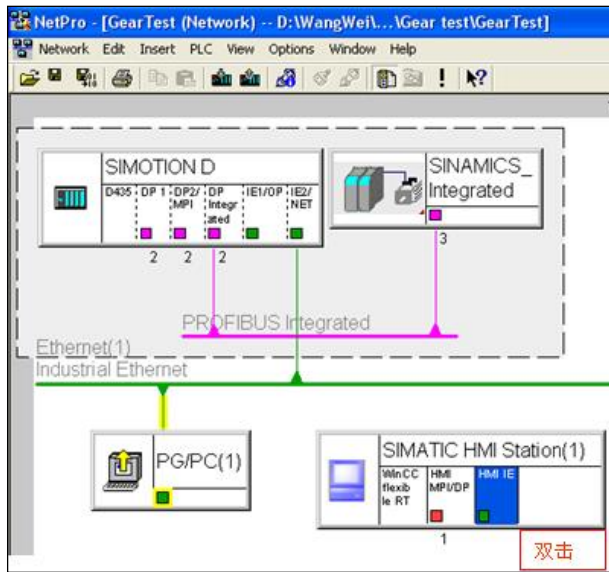 NetPro - [GearTest (Network) -- D:\WangWei\...\Gear test\GearTest]
Network Edit Insert PLC View Options Window Help
SIMOTION D
D435 DP 1 DP2/ DP IE1/OP IE2/
MPI Integr NET
ated
2 2 2
SINAMICS_
Integrated
3
PROFIBUS Integrated
Ethernet(1)
Industrial Ethernet
PG/PC(1)
SIMATIC HMI Station(1)
WinCC HMI HMI IE
flexib MPI/DP
le RT
1
双击